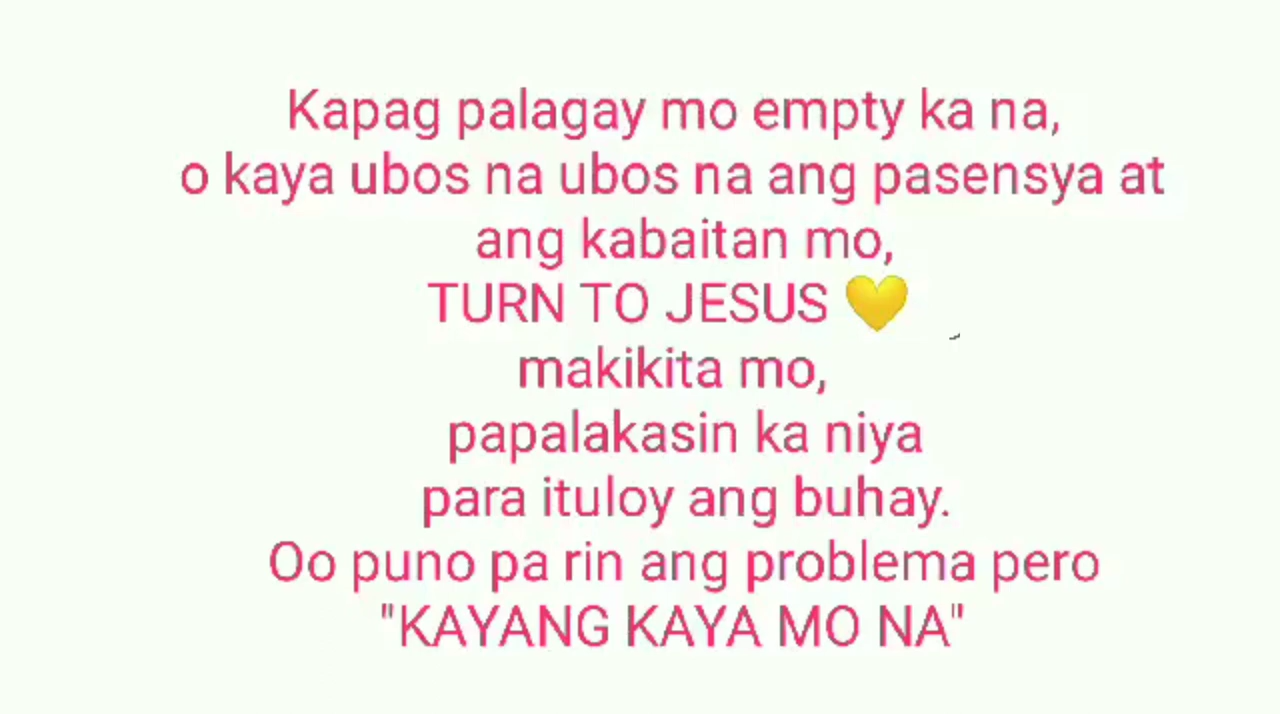 Kapag palagay mo empty ka na,
o kaya ubos na ubos na ang pasensya at
ang kabaitan mo,
TURN TO JESUS 💛
makikita mo,
papalakasin ka niya
para ituloy ang buhay.
Oo puno pa rin ang problema pero
"KAYANG KAYA MO NA"